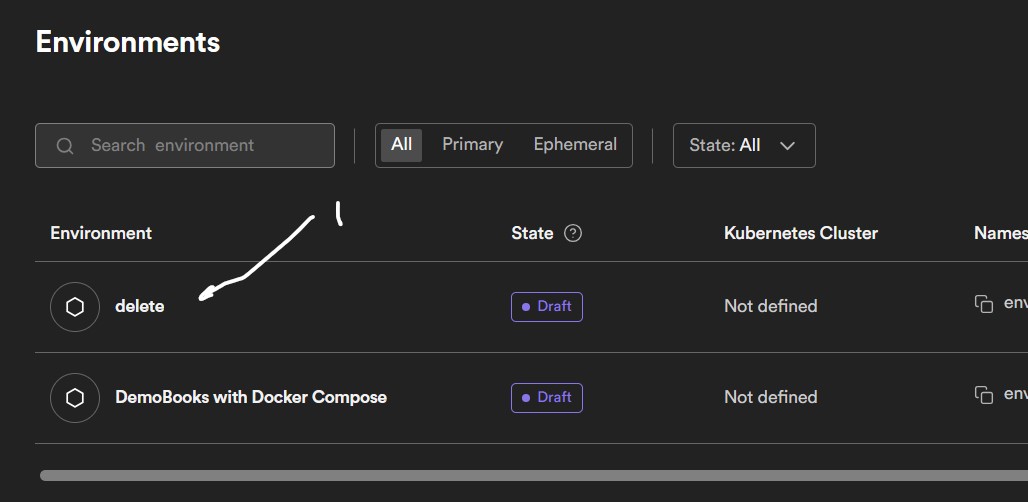 Environments
Search environment
All Primary Ephemeral
State: All
Environment State Kubernetes Cluster Names
delete Draft Not defined env
DemoBooks with Docker Compose Draft Not defined env